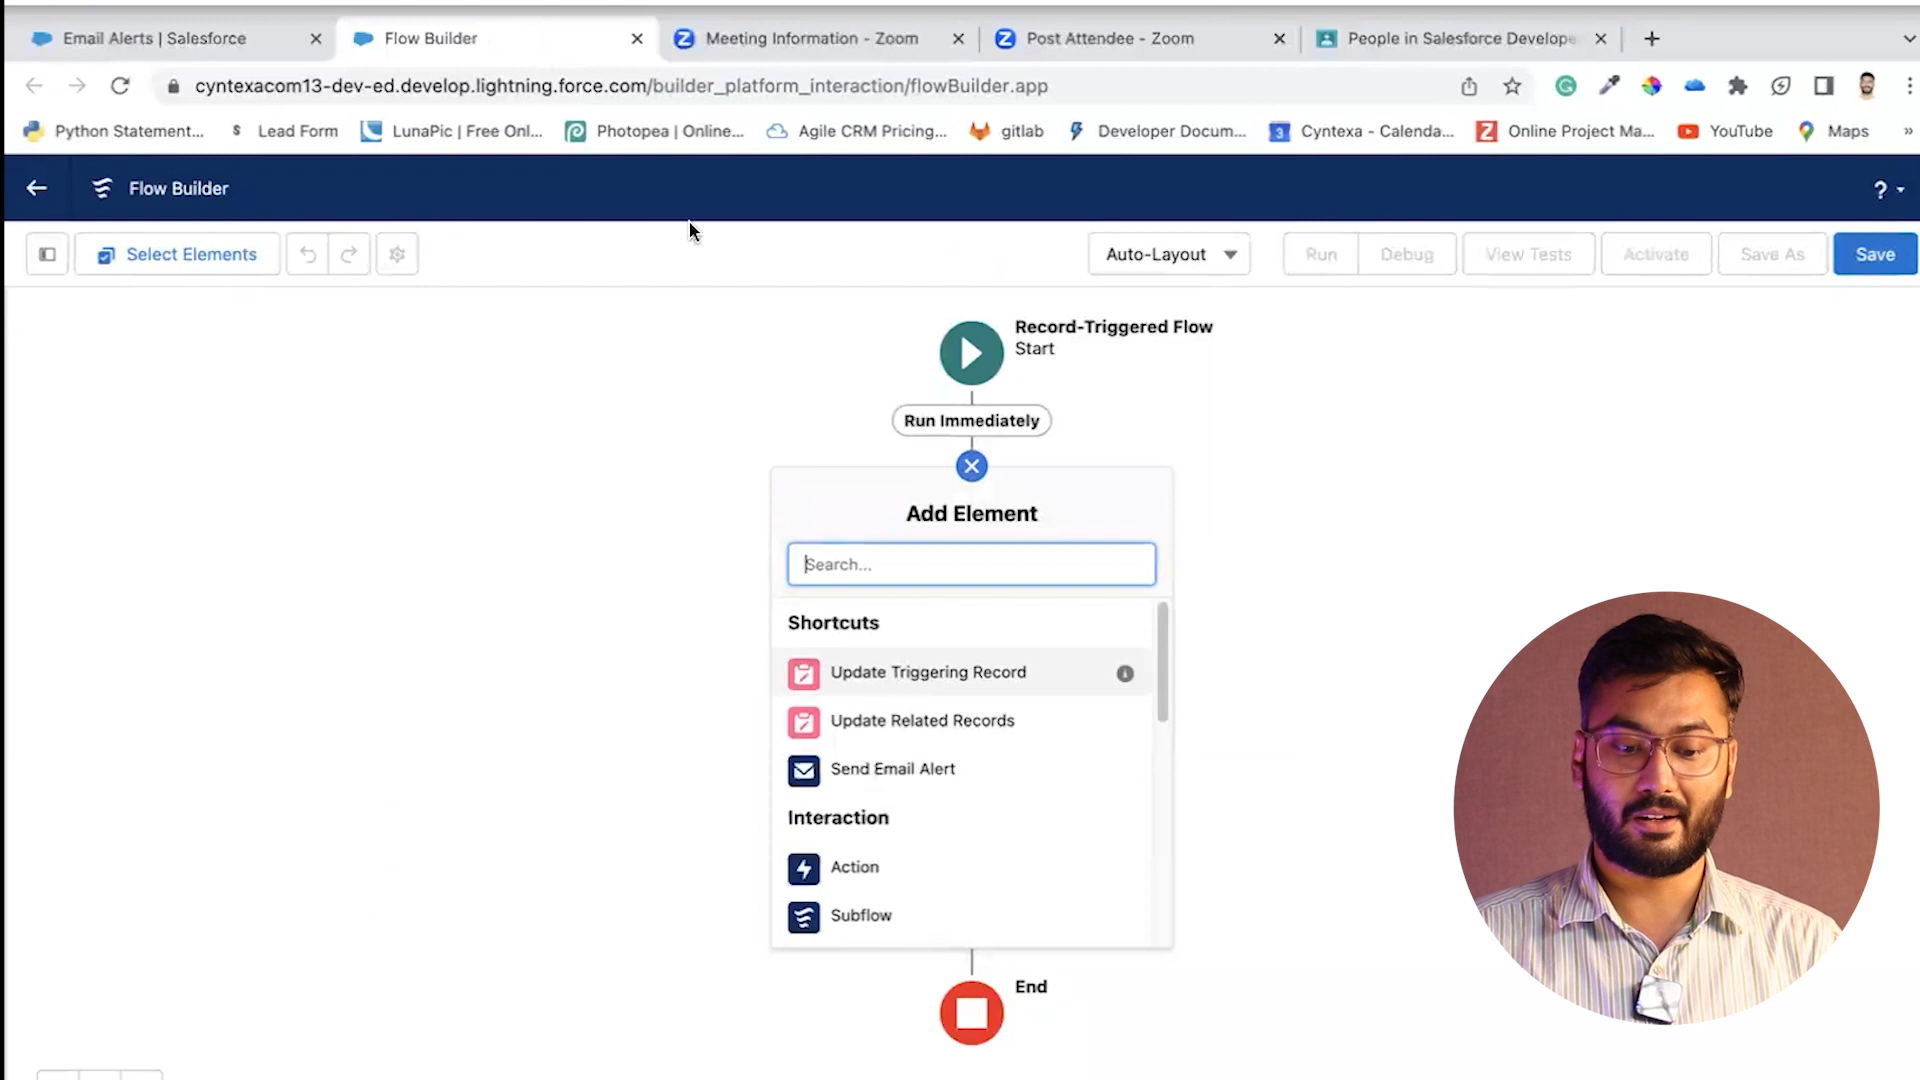 Email Alerts | Salesforce
Flow Builder
Meeting Information - Zoom
Post Attendee - Zoom
People in Salesforce Develope
cyntexacom13-dev-ed.develop.lightning.force.com/builder_platform_interaction/flowBuilder.app
Python Statement...
Lead Form
LunaPic | Free Onl...
Photopea | Online...
Agile CRM Pricing...
gitlab
Developer Docum...
Cyntexa - Calenda...
Online Project Ma...
YouTube
Maps
»
Flow Builder
?
Select Elements
Auto-Layout
Run
Debug
View Tests
Activate
Save As
Save
Record-Triggered Flow
Start
Run Immediately
Add Element
Search...
Shortcuts
Update Triggering Record
Update Related Records
Send Email Alert
Interaction
Action
Subflow
End